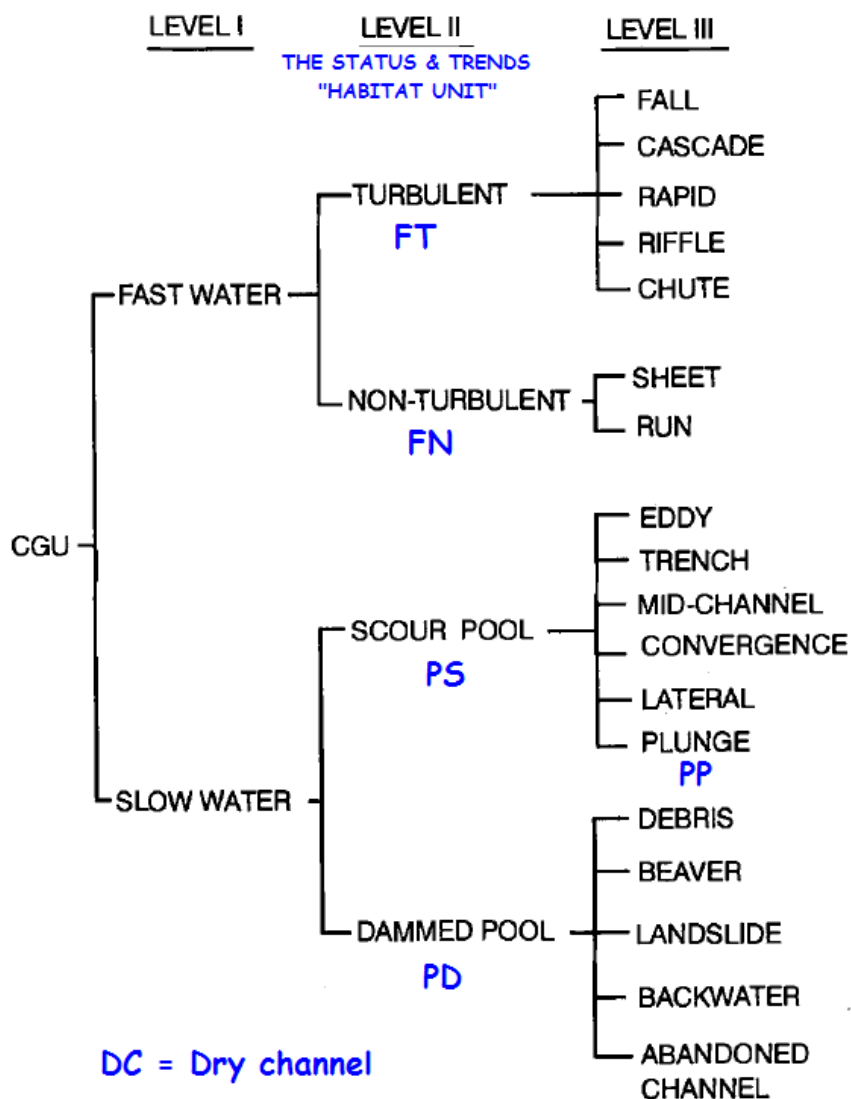 LEVEL I
LEVEL II
LEVEL III
THE STATUS & TRENDS
"HABITAT UNIT"
FALL
CASCADE
TURBULENT
RAPID
FT
RIFFLE
FAST WATER
CHUTE
SHEET
NON-TURBULENT
FN
RUN
EDDY
CGU
TRENCH
MID-CHANNEL
SCOUR POOL
CONVERGENCE
PS
LATERAL
PLUNGE
PP
SLOW WATER
DEBRIS
BEAVER
DAMMED POOL
LANDSLIDE
PD
BACKWATER
DC = Dry channel
ABANDONED
CHANNEL